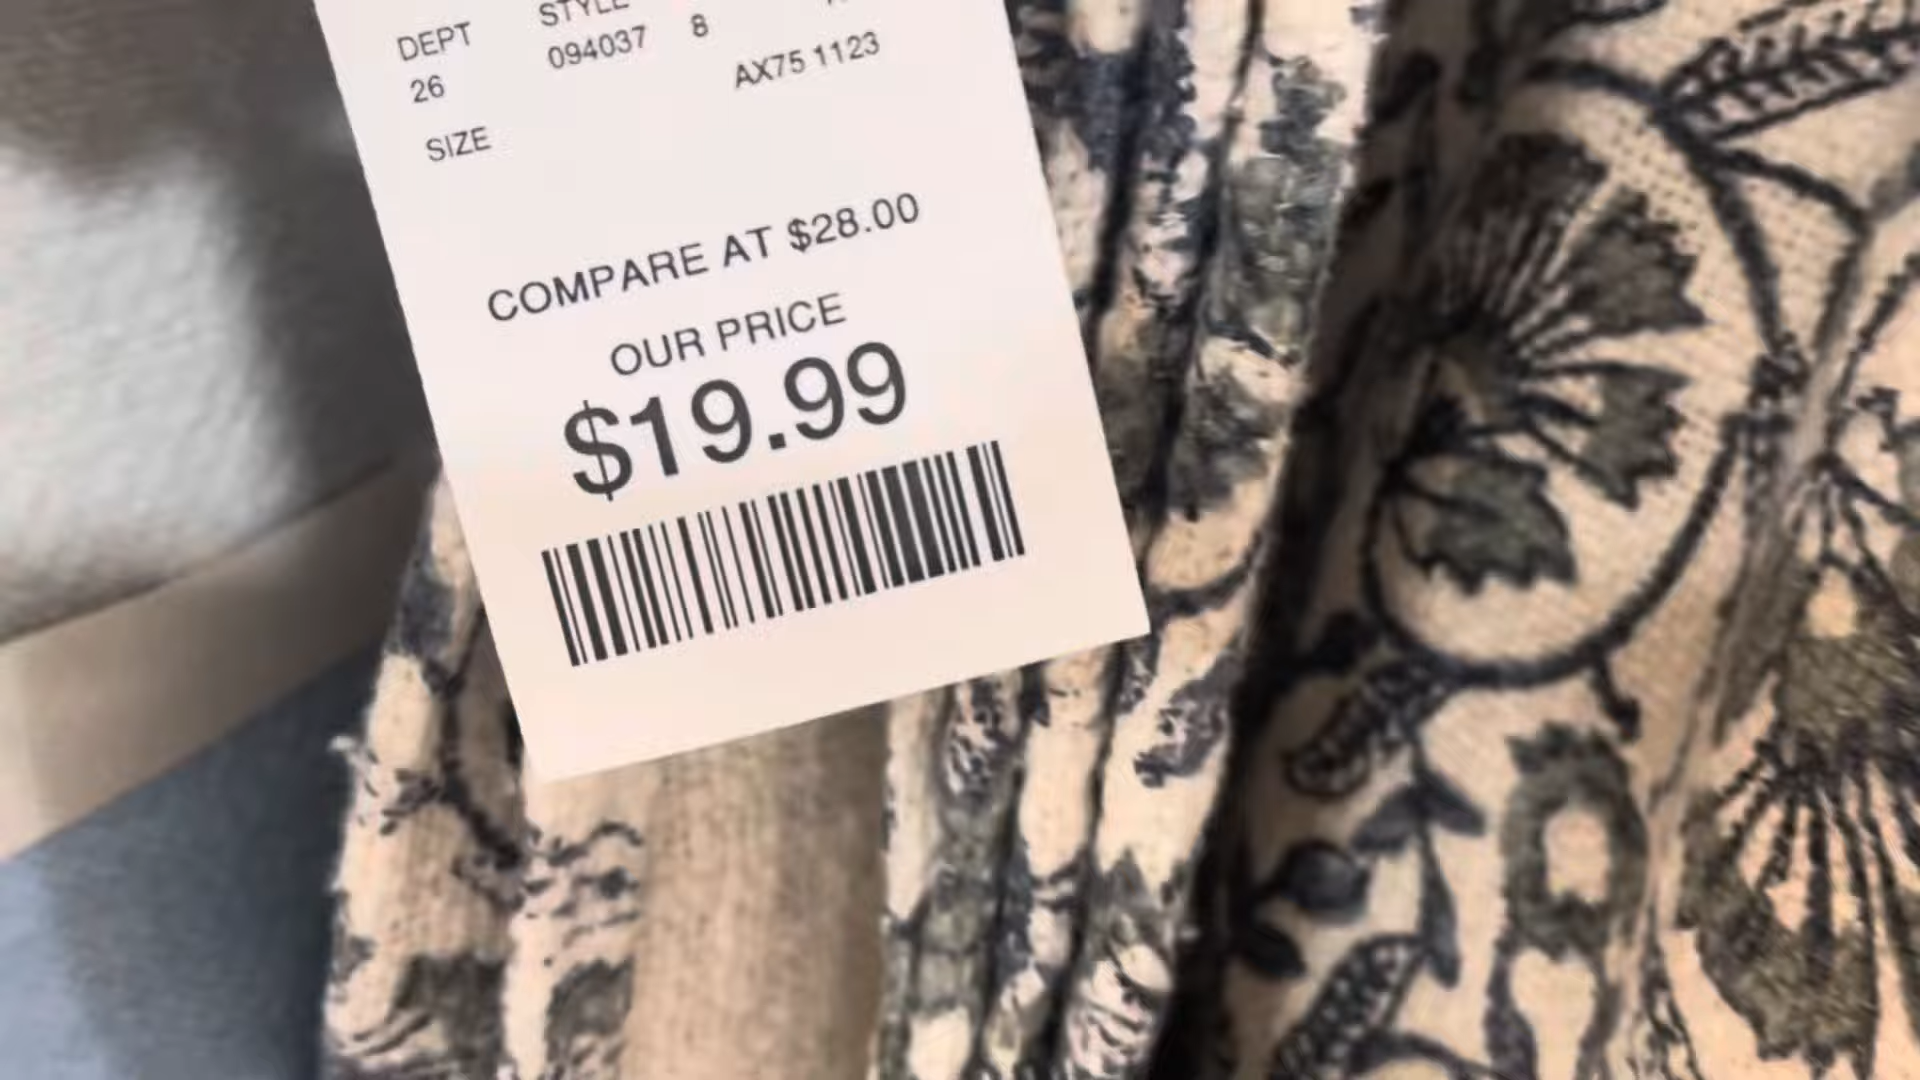 DEPT STYLE
26 094037 8
AX75 1123
SIZE
COMPARE AT $28.00
OUR PRICE
$19.99